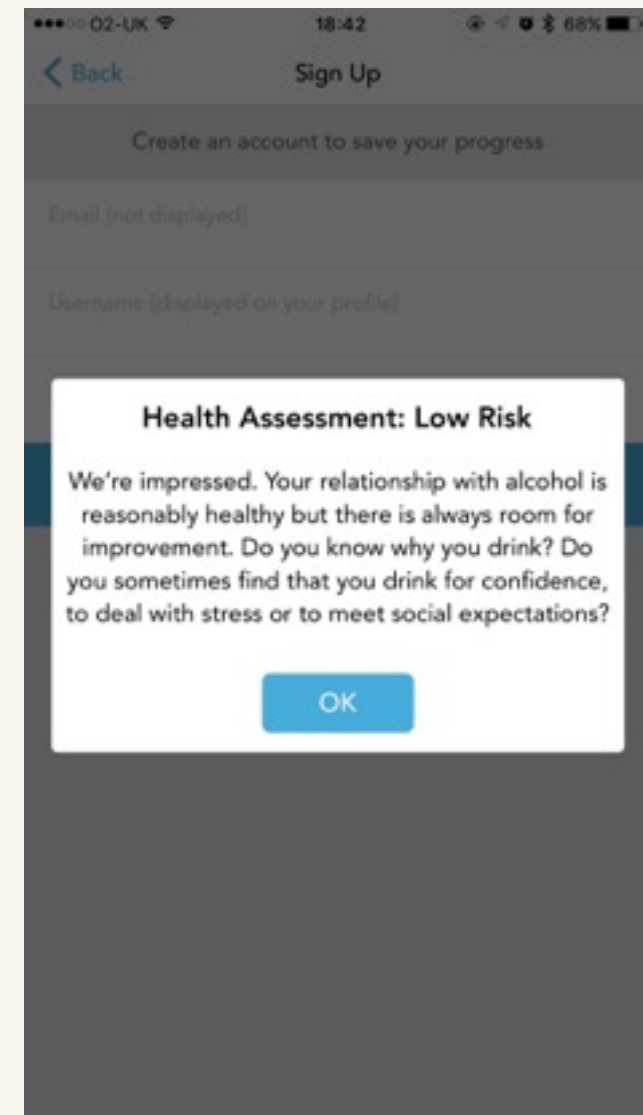 O2-UK 18:42 68%
Back Sign Up
Create an account to save your progress
Email (not displayed)
Username (displayed on your profile)
Health Assessment: Low Risk
We're impressed. Your relationship with alcohol is
reasonably healthy but there is always room for
improvement. Do you know why you drink? Do
you sometimes find that you drink for confidence,
to deal with stress or to meet social expectations?
OK